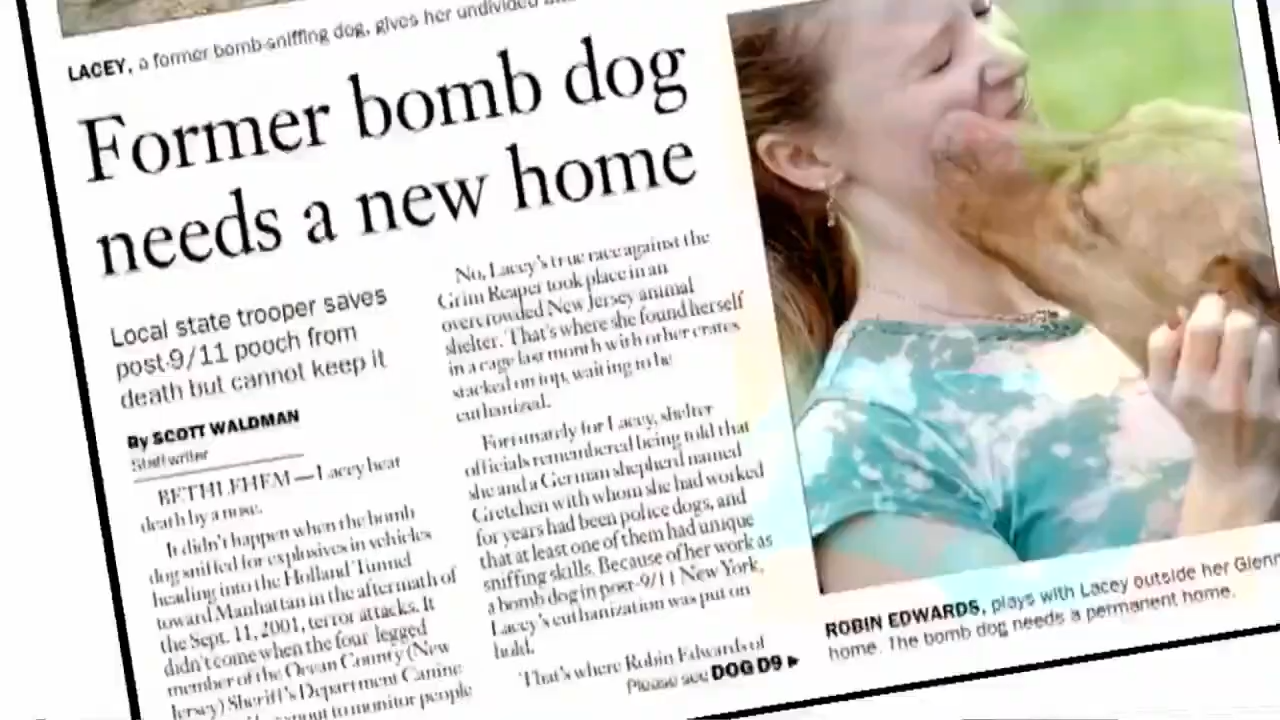 LACEY, a former bomb-sniffing dog, gives her undivided
Former bomb dog
needs a new home
Local state trooper saves
post-9/11 pooch from
death but cannot keep it
By SCOTT WALDMAN
Staff writer
BETHLEHEM — Lacey beat
death by a nose.
It didn't happen when the bomb
dog sniffed for explosives in vehicles
heading into the Holland Tunnel
toward Manhattan in the aftermath of
the Sept. 11, 2001, terror attacks. It
didn't come when the four-legged
member of the Ocean County (New
Jersey) Sheriff's Department Canine
to monitor people
No, Lacey's true race against the
Grim Reaper took place in an
overcrowded New Jersey animal
shelter. That's where she found herself
in a cage last month with other crates
stacked on top, waiting to be
euthanized.
Fortunately for Lacey, shelter
officials remembered being told that
she and a German shepherd named
Gretchen with whom she had worked
for years had been police dogs, and
that at least one of them had unique
sniffing skills. Because of her work as
a bomb dog in post-9/11 New York,
Lacey's euthanization was put on
hold.
That's where Robin Edwards of
Please see DOG D9 ▶
ROBIN EDWARDS, plays with Lacey outside her Glenn
home. The bomb dog needs a permanent home.